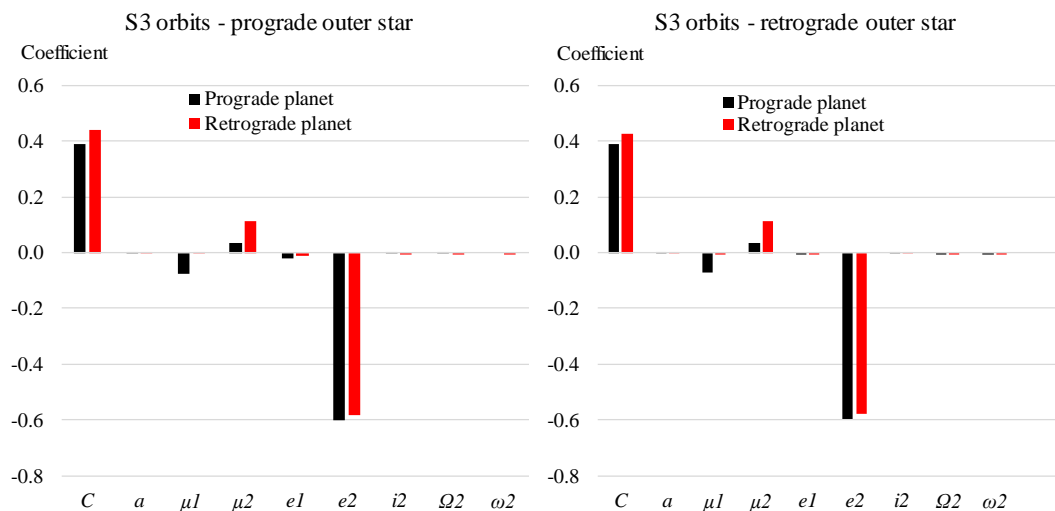 S3 orbits - prograde outer star
Coefficient
0.6
0.4
0.2
0.0
-0.2
-0.4
-0.6
-0.8
Prograde planet
Retrograde planet
C a μ1 μ2 e1 e2 i2 Ω2 ω2
S3 orbits - retrograde outer star
Coefficient
0.6
0.4
0.2
0.0
-0.2
-0.4
-0.6
-0.8
Prograde planet
Retrograde planet
C a μ1 μ2 e1 e2 i2 Ω2 ω2